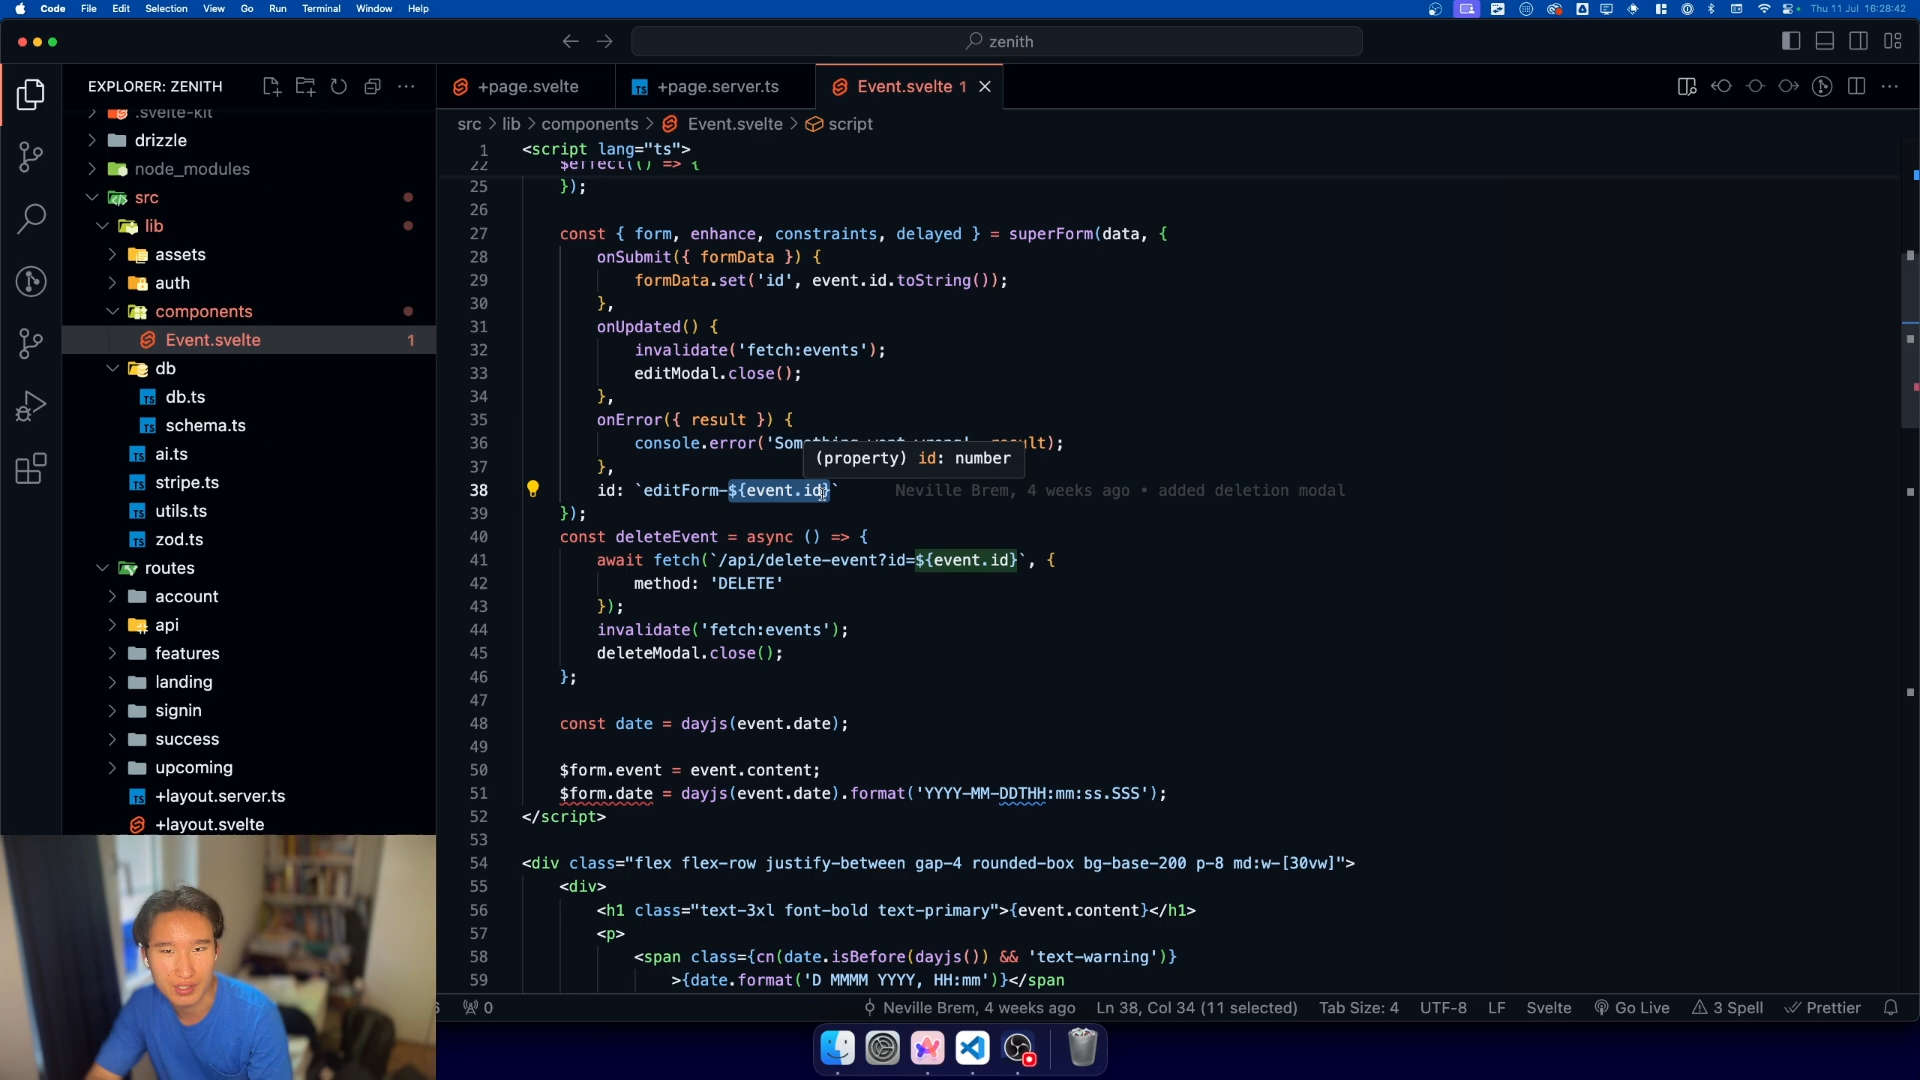 Code File Edit Selection View Go Run Terminal Window Help
Thu 11 Jul 16:28:42
zenith
EXPLORER: ZENITH
.svelte-kit
drizzle
node_modules
src
lib
assets
auth
components
Event.svelte 1
db
db.ts
schema.ts
ai.ts
stripe.ts
utils.ts
zod.ts
routes
account
api
features
landing
signin
success
upcoming
+layout.server.ts
+layout.svelte
+page.svelte
+page.server.ts
Event.svelte 1
src > lib > components > Event.svelte > script
1 <script lang="ts">
22 $effect(() => {
25 });
26
27 const { form, enhance, constraints, delayed } = superForm(data, {
28 onSubmit({ formData }) {
29 formData.set('id', event.id.toString());
30 },
31 onUpdated() {
32 invalidate('fetch:events');
33 editModal.close();
34 },
35 onError({ result }) {
36 console.error('Something went wrong', result);
(property) id: number
37 },
38 id: `editForm-${event.id}` Neville Brem, 4 weeks ago • added deletion modal
39 });
40 const deleteEvent = async () => {
41 await fetch(`/api/delete-event?id=${event.id}`, {
42 method: 'DELETE'
43 });
44 invalidate('fetch:events');
45 deleteModal.close();
46 };
47
48 const date = dayjs(event.date);
49
50 $form.event = event.content;
51 $form.date = dayjs(event.date).format('YYYY-MM-DDTHH:mm:ss.SSS');
52 </script>
53
54 <div class="flex flex-row justify-between gap-4 rounded-box bg-base-200 p-8 md:w-[30vw]">
55 <div>
56 <h1 class="text-3xl font-bold text-primary">{event.content}</h1>
57 <p>
58 <span class={cn(date.isBefore(dayjs()) && 'text-warning')}
59 >{date.format('D MMMM YYYY, HH:mm')}</span
0 Neville Brem, 4 weeks ago Ln 38, Col 34 (11 selected) Tab Size: 4 UTF-8 LF Svelte Go Live 3 Spell Prettier